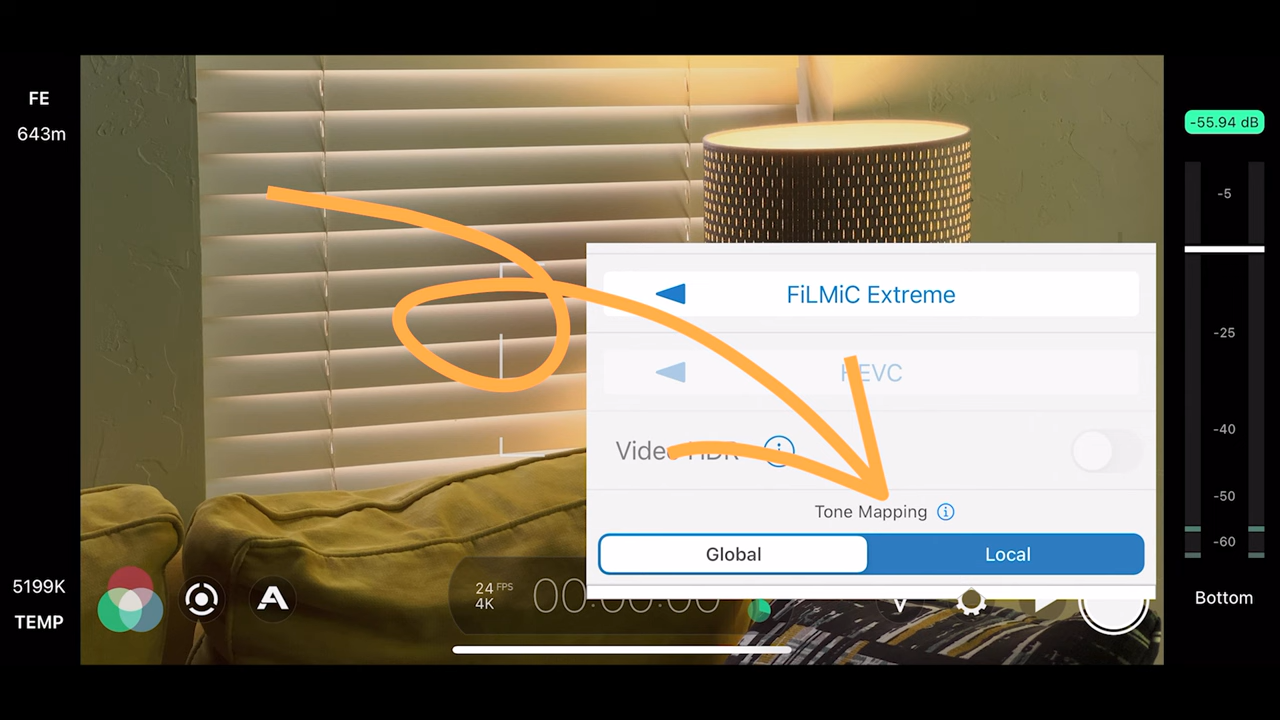 FE
643m
-55.94 dB
-5
-25
-40
-50
-60
Bottom
FiLMiC Extreme
HEVC
Video HDR
Tone Mapping
Global
Local
24 FPS
4K
00:00:00
5199K
TEMP
A